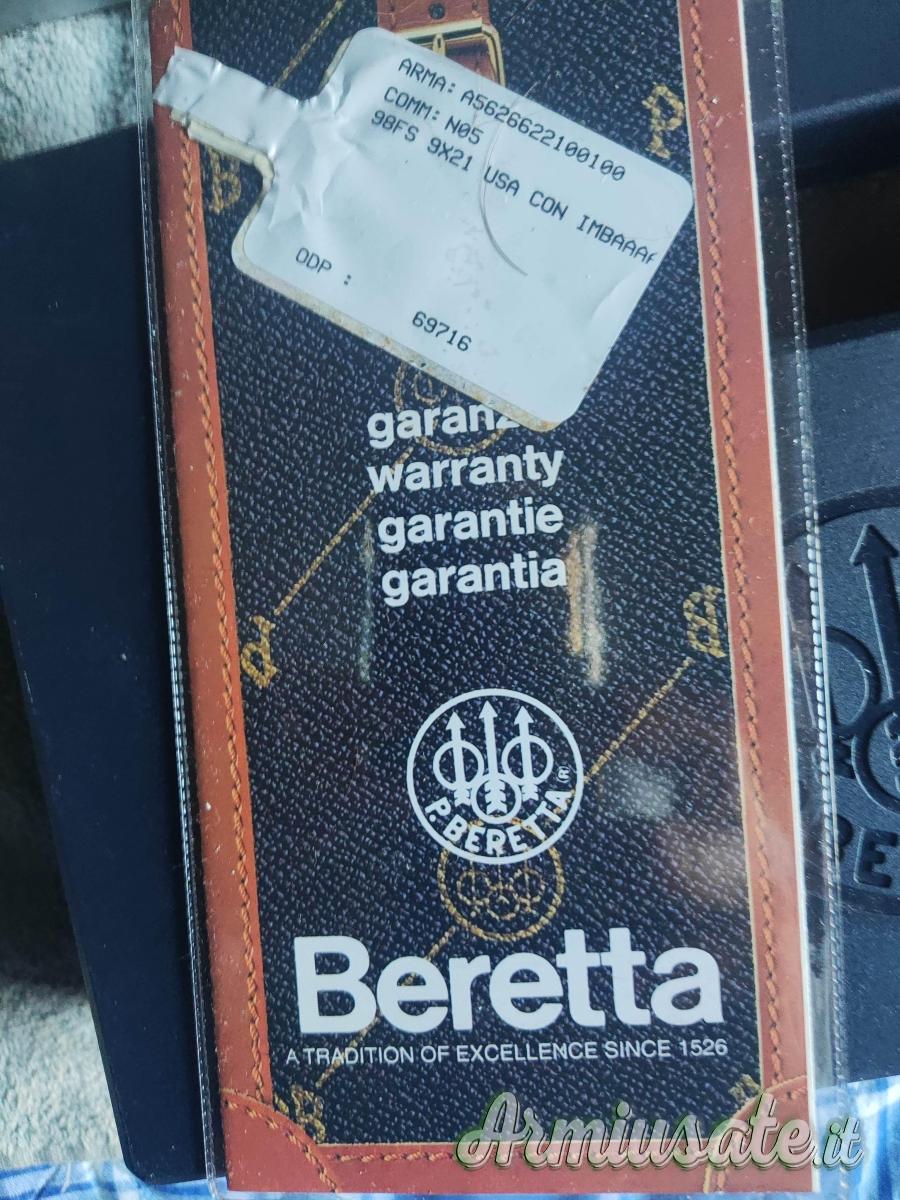 ARMA: A5626622100100
COMM: N05
98FS 9X21 USA CON IMBAAAA
ODP :
69716
warranty
garantie
garantia
P. BERETTA (R)
Beretta
A TRADITION OF EXCELLENCE SINCE 1526
Armiusate.it